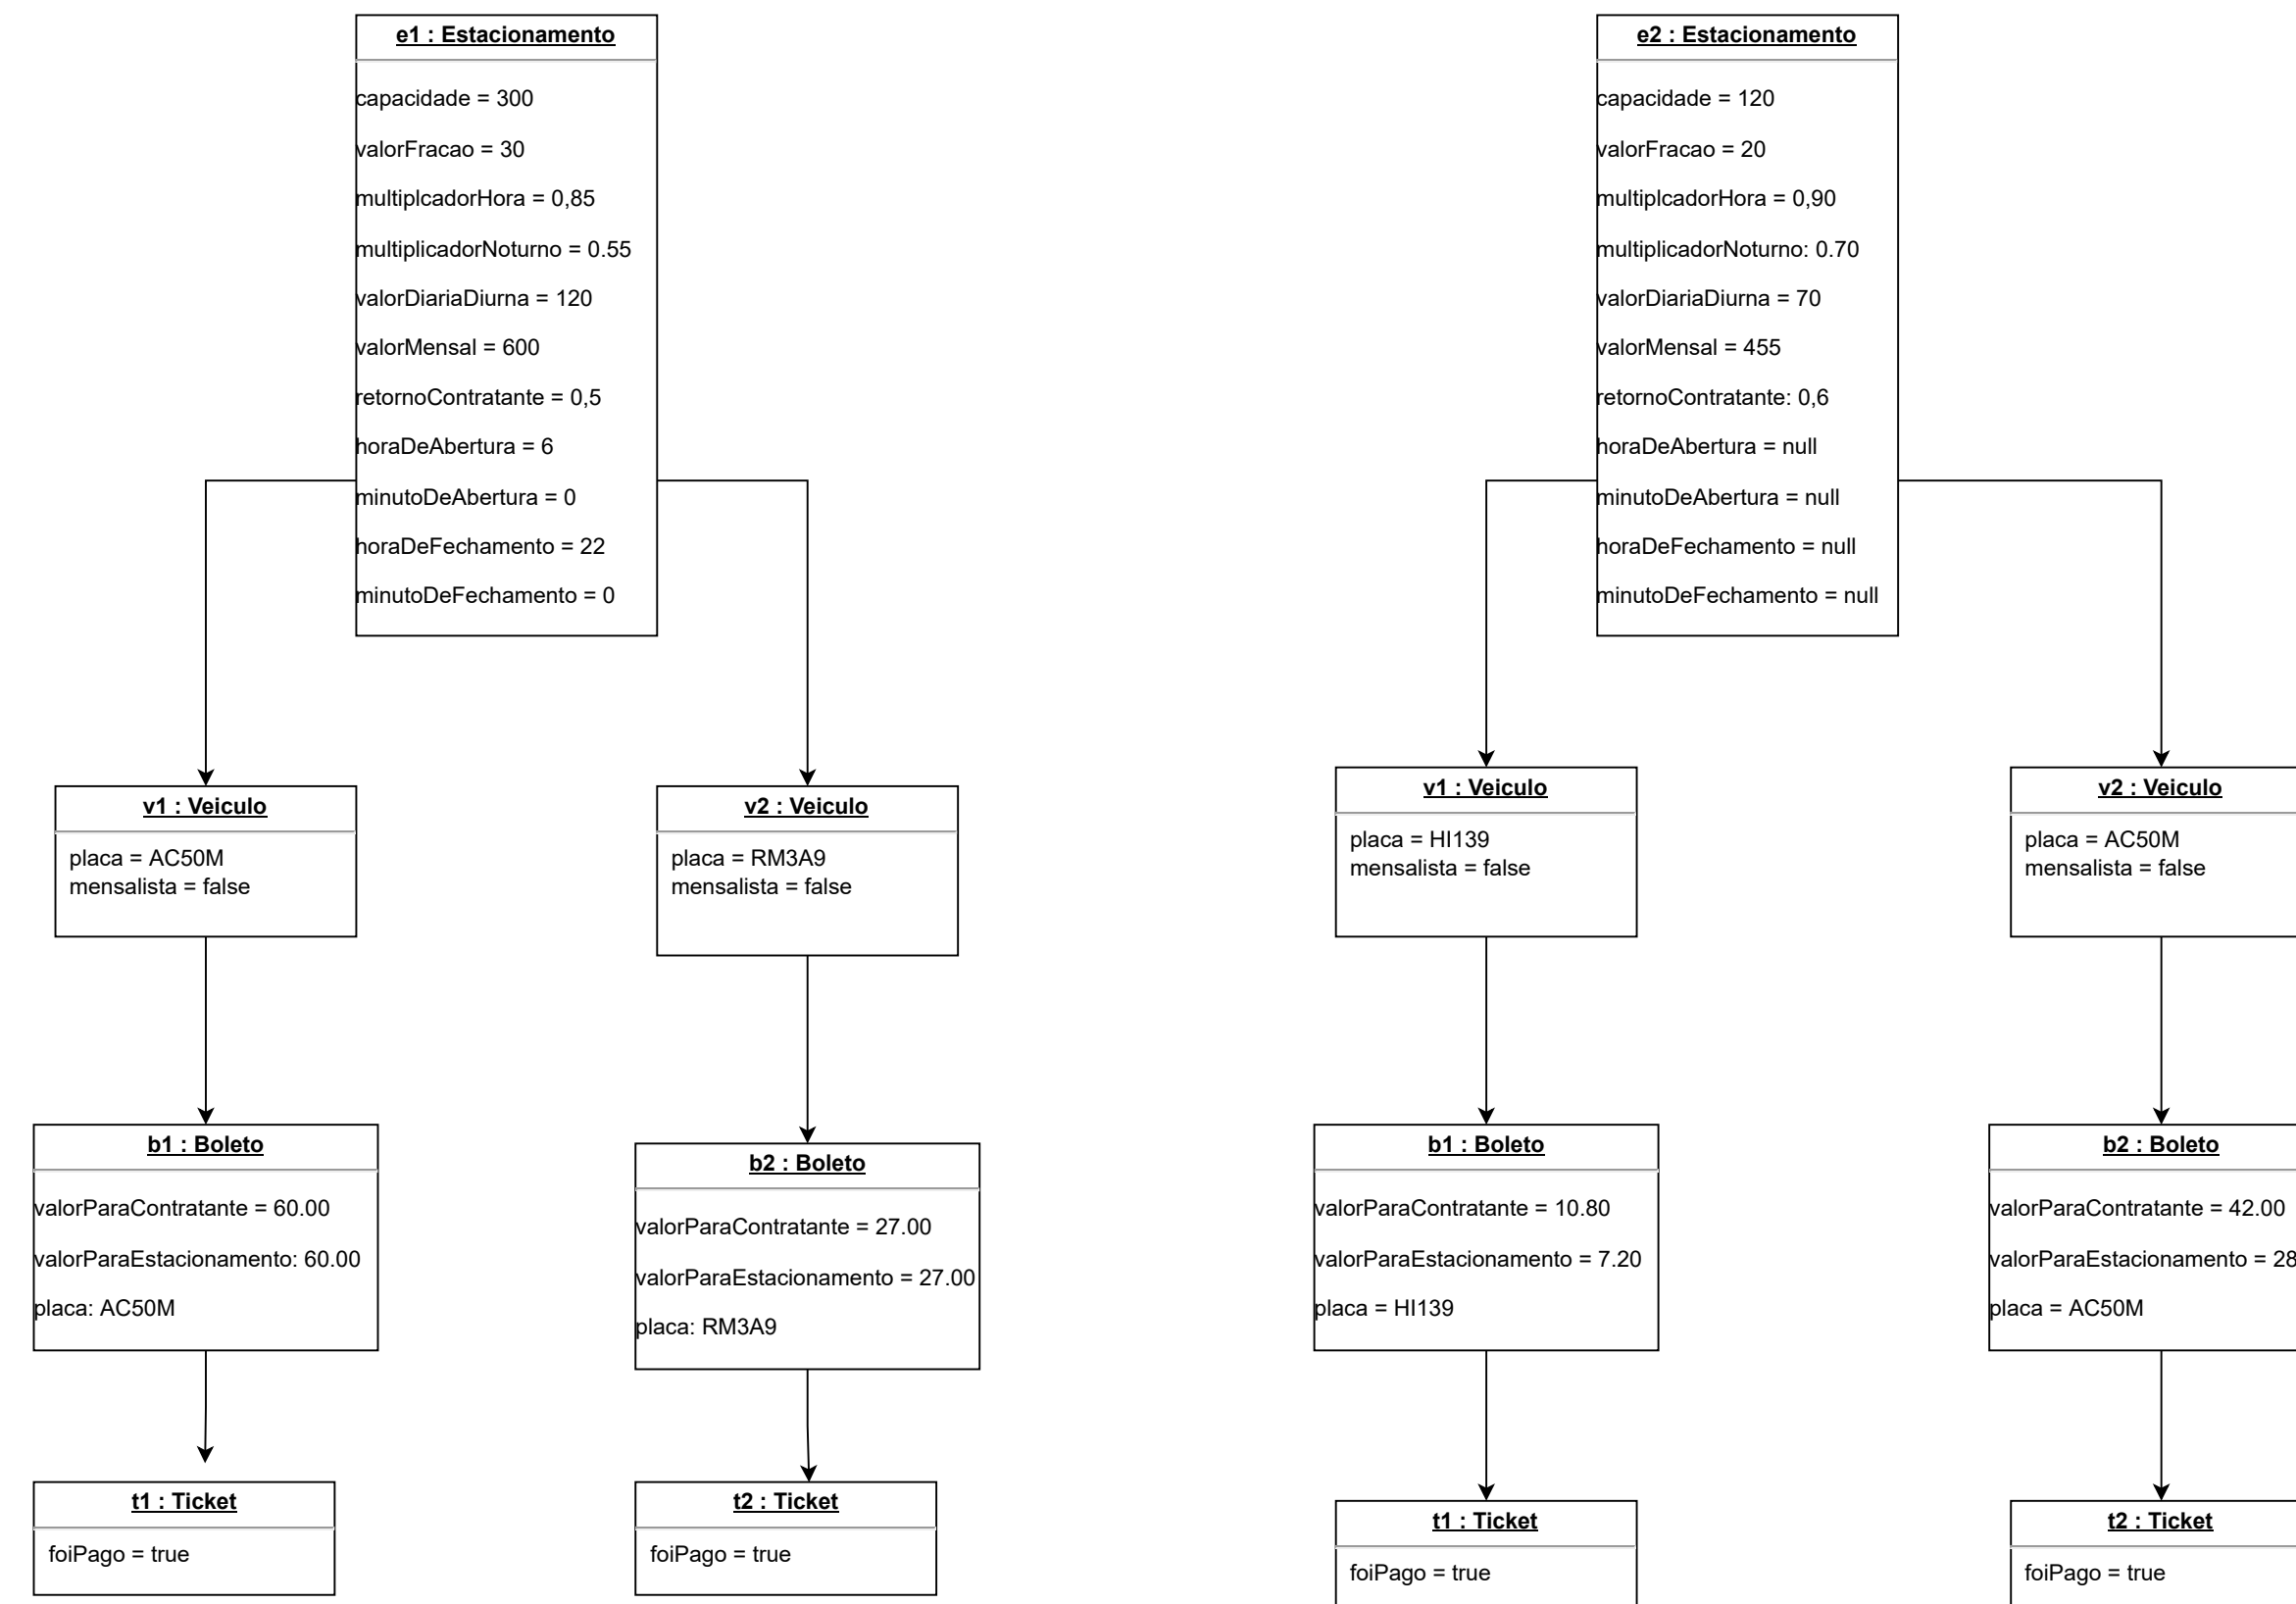 e1 : Estacionamento
capacidade = 300
valorFracao = 30
multiplcadorHora = 0,85
multiplicadorNoturno = 0.55
valorDiariaDiurna = 120
valorMensal = 600
retornoContratante = 0,5
horaDeAbertura = 6
minutoDeAbertura = 0
horaDeFechamento = 22
minutoDeFechamento = 0
v1 : Veiculo
placa = AC50M
mensalista = false
v2 : Veiculo
placa = RM3A9
mensalista = false
b1 : Boleto
valorParaContratante = 60.00
valorParaEstacionamento: 60.00
placa: AC50M
b2 : Boleto
valorParaContratante = 27.00
valorParaEstacionamento = 27.00
placa: RM3A9
t1 : Ticket
foiPago = true
t2 : Ticket
foiPago = true
e2 : Estacionamento
capacidade = 120
valorFracao = 20
multiplcadorHora = 0,90
multiplicadorNoturno: 0.70
valorDiariaDiurna = 70
valorMensal = 455
retornoContratante: 0,6
horaDeAbertura = null
minutoDeAbertura = null
horaDeFechamento = null
minutoDeFechamento = null
v1 : Veiculo
placa = HI139
mensalista = false
v2 : Veiculo
placa = AC50M
mensalista = false
b1 : Boleto
valorParaContratante = 10.80
valorParaEstacionamento = 7.20
placa = HI139
b2 : Boleto
valorParaContratante = 42.00
valorParaEstacionamento = 28
placa = AC50M
t1 : Ticket
foiPago = true
t2 : Ticket
foiPago = true